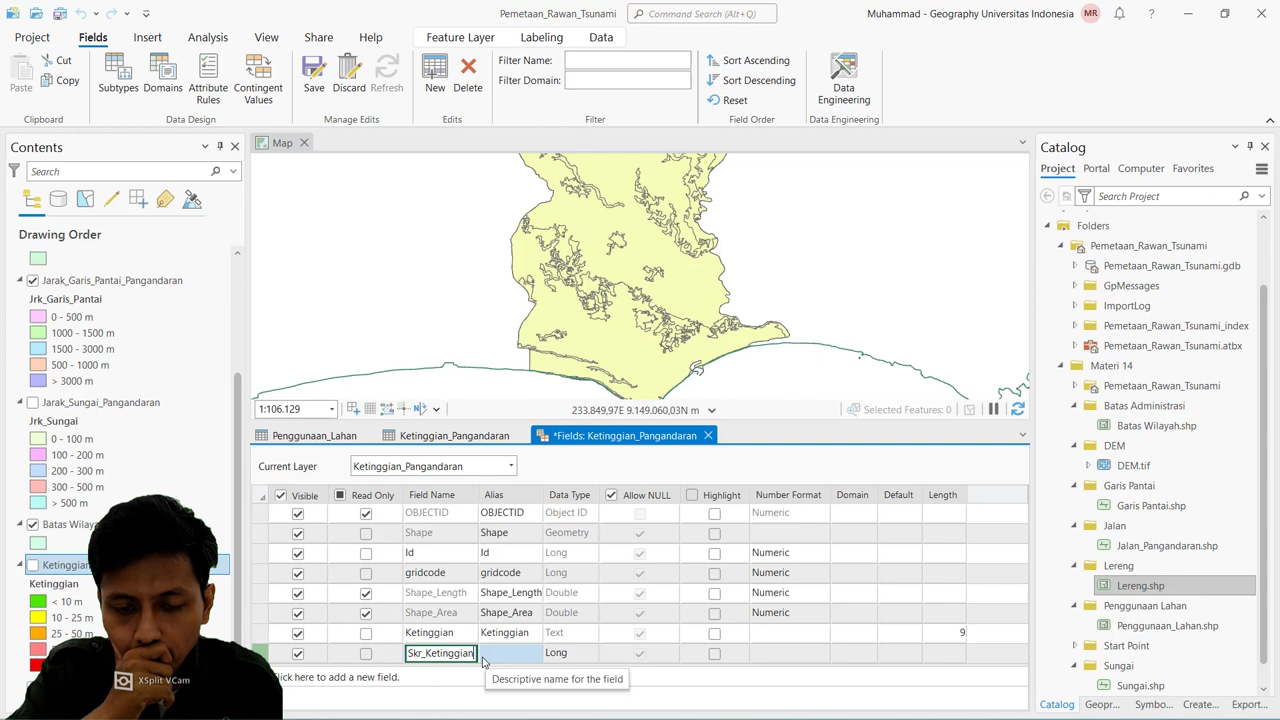 Pemetaan_Rawan_Tsunami
Command Search (Alt+Q)
Muhammad - Geography Universitas Indonesia
MR
?
Project Fields Insert Analysis View Share Help Feature Layer Labeling Data
Paste
Cut
Copy
Clipboard
Subtypes
Domains
Attribute Rules
Contingent Values
Data Design
Save
Discard
Refresh
Manage Edits
New
Delete
Edits
Filter Name:
Filter Domain:
Filter
Sort Ascending
Sort Descending
Reset
Field Order
Data Engineering
Data Engineering
Contents
Search
Drawing Order
Jarak_Garis_Pantai_Pangandaran
Jrk_Garis_Pantai
0 - 500 m
1000 - 1500 m
1500 - 3000 m
500 - 1000 m
> 3000 m
Jarak_Sungai_Pangandaran
Jrk_Sungai
0 - 100 m
100 - 200 m
200 - 300 m
300 - 500 m
> 500 m
Batas Wilaya
Ketinggian
Ketinggian
< 10 m
10 - 25 m
25 - 50 m
XSplit VCam
Map
1:106.129
233.849,97E 9.149.060,03N m
Selected Features: 0
Penggunaan_Lahan
Ketinggian_Pangandaran
*Fields: Ketinggian_Pangandaran
Current Layer Ketinggian_Pangandaran
Visible Read Only Field Name Alias Data Type Allow NULL Highlight Number Format Domain Default Length
OBJECTID OBJECTID Object ID Numeric
Shape Shape Geometry
Id Id Long Numeric
gridcode gridcode Long Numeric
Shape_Length Shape_Length Double Numeric
Shape_Area Shape_Area Double Numeric
Ketinggian Ketinggian Text 9
Skr_Ketinggian Long
Click here to add a new field.
Descriptive name for the field
Catalog
Project Portal Computer Favorites
Search Project
Folders
Pemetaan_Rawan_Tsunami
Pemetaan_Rawan_Tsunami.gdb
GpMessages
ImportLog
Pemetaan_Rawan_Tsunami_index
Pemetaan_Rawan_Tsunami.atbx
Materi 14
Pemetaan_Rawan_Tsunami
Batas Administrasi
Batas Wilayah.shp
DEM
DEM.tif
Garis Pantai
Garis Pantai.shp
Jalan
Jalan_Pangandaran.shp
Lereng
Lereng.shp
Penggunaan Lahan
Penggunaan_Lahan.shp
Start Point
Sungai
Sungai.shp
Catalog Geopr... Symbo... Create... Export...